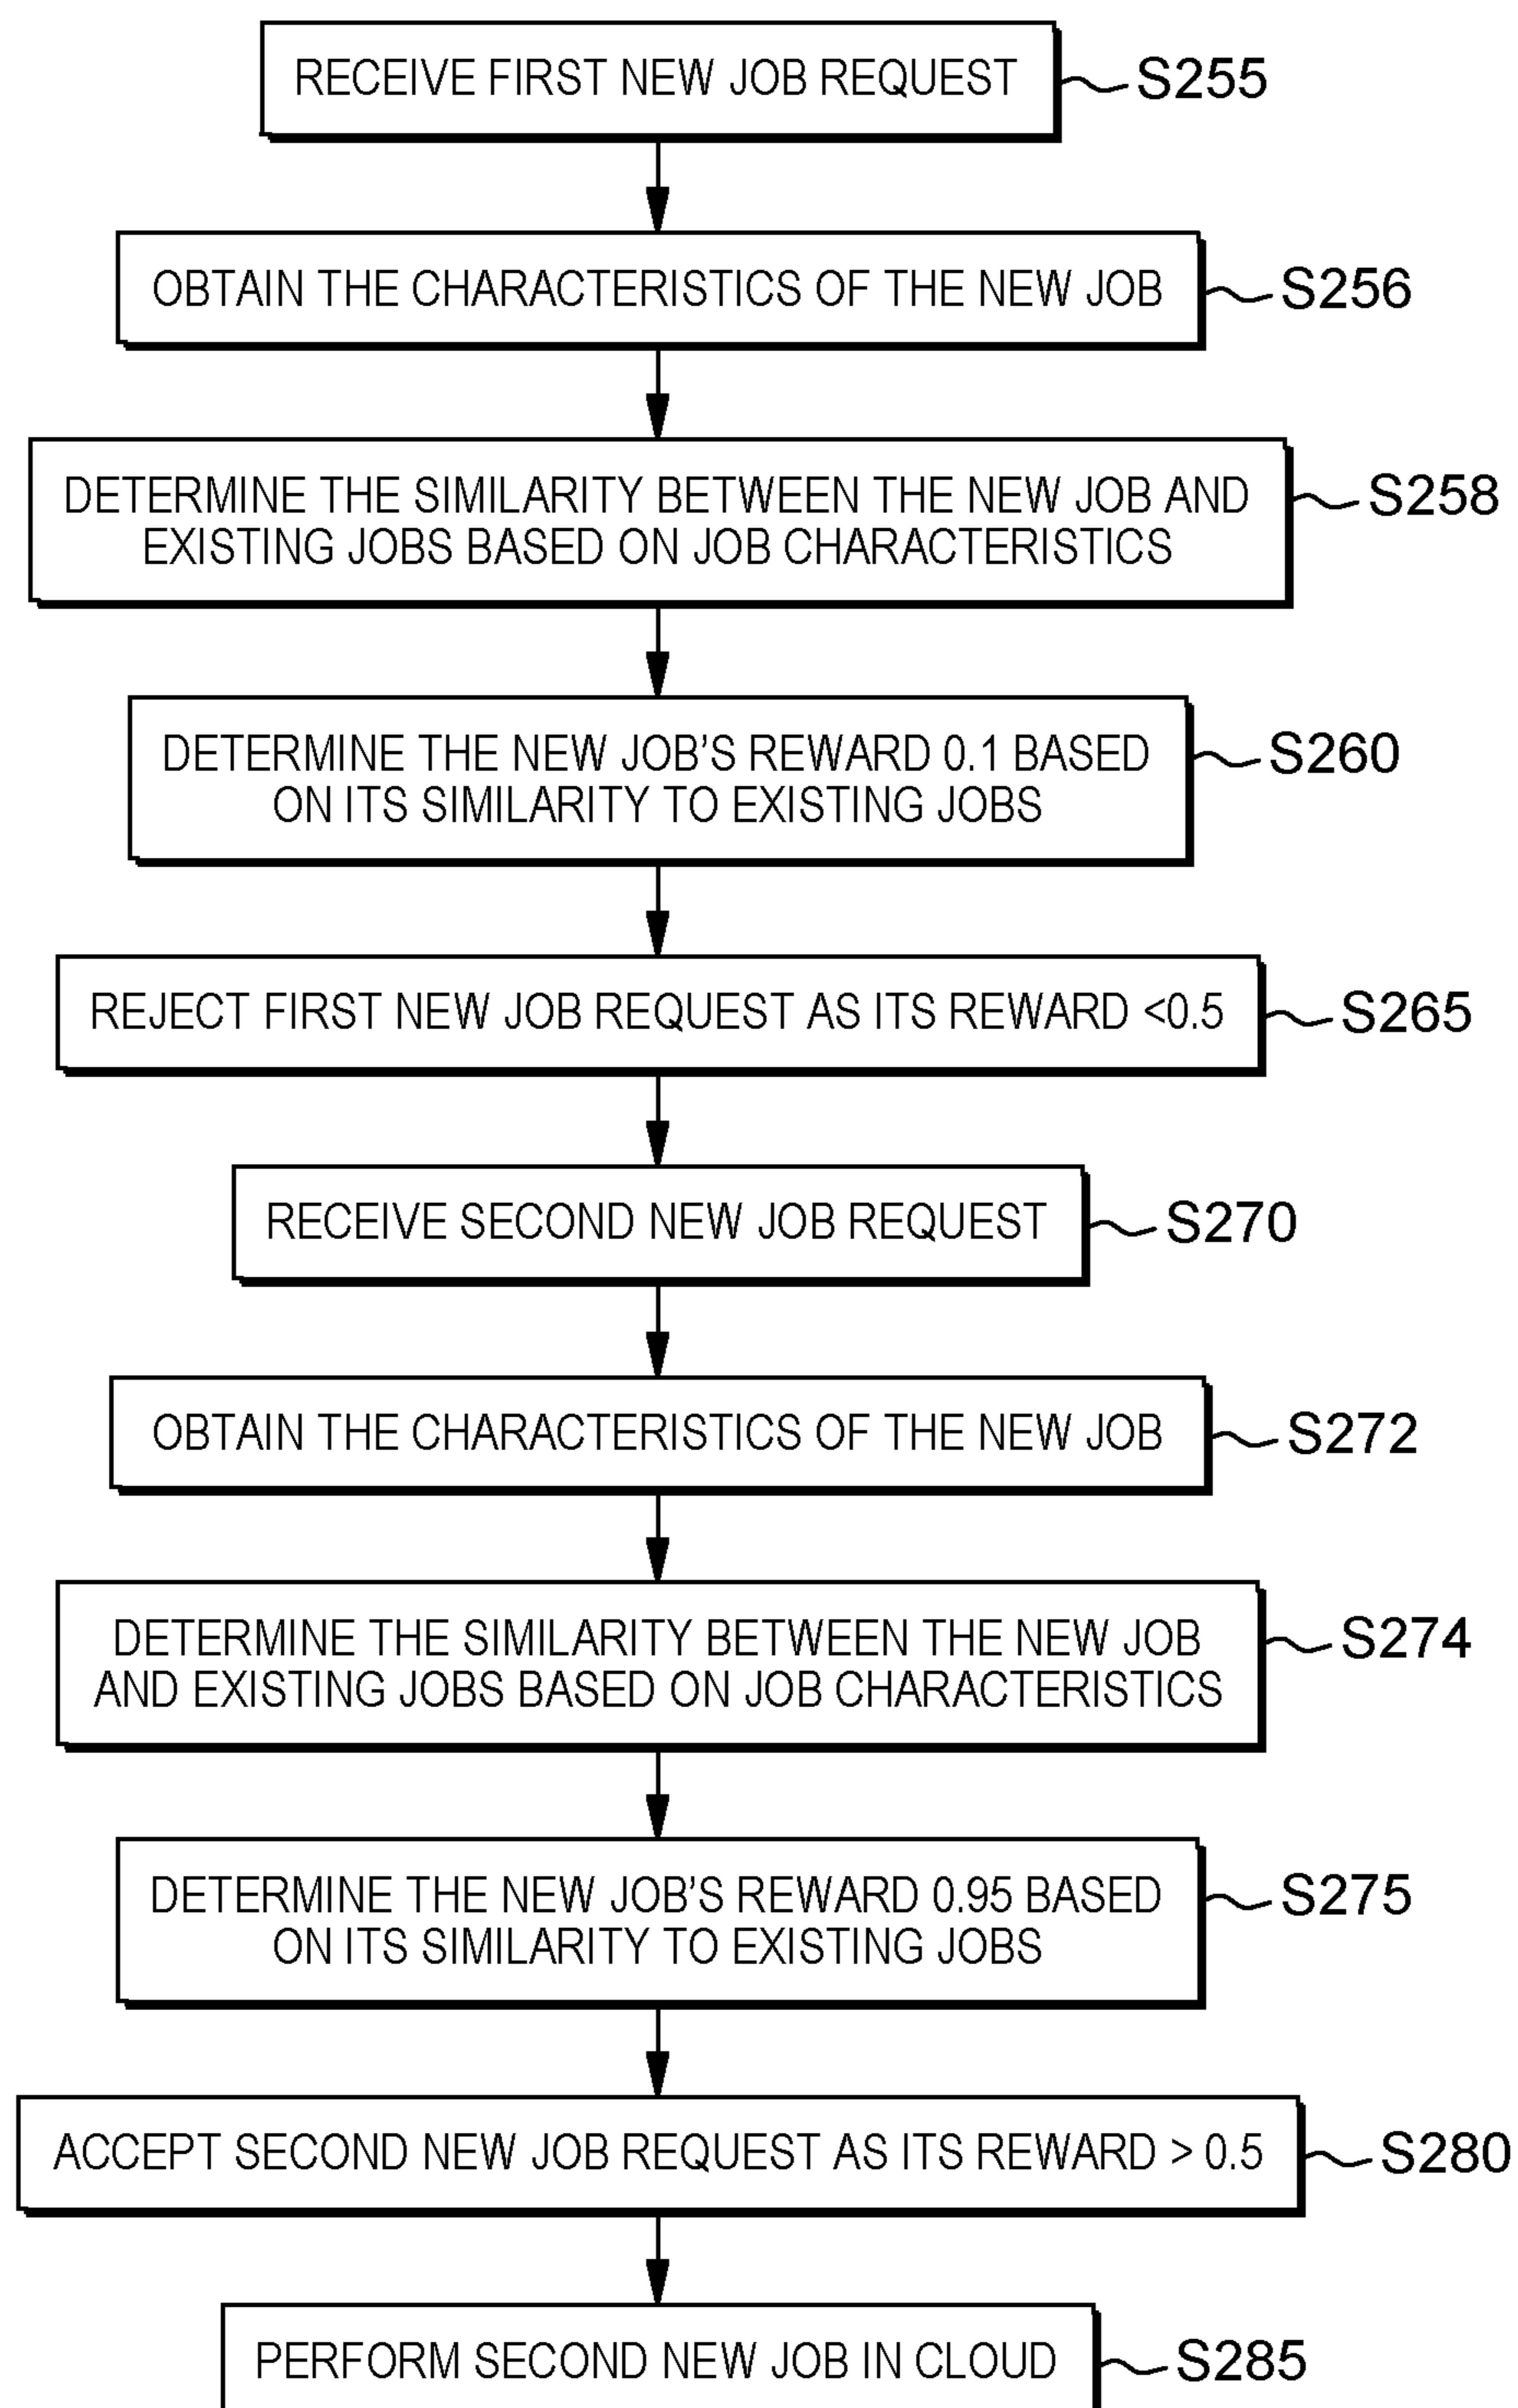 RECEIVE FIRST NEW JOB REQUEST
S255
OBTAIN THE CHARACTERISTICS OF THE NEW JOB
S256
DETERMINE THE SIMILARITY BETWEEN THE NEW JOB AND
EXISTING JOBS BASED ON JOB CHARACTERISTICS
S258
DETERMINE THE NEW JOB'S REWARD 0.1 BASED
ON ITS SIMILARITY TO EXISTING JOBS
S260
REJECT FIRST NEW JOB REQUEST AS ITS REWARD <0.5
S265
RECEIVE SECOND NEW JOB REQUEST
S270
OBTAIN THE CHARACTERISTICS OF THE NEW JOB
S272
DETERMINE THE SIMILARITY BETWEEN THE NEW JOB
AND EXISTING JOBS BASED ON JOB CHARACTERISTICS
S274
DETERMINE THE NEW JOB'S REWARD 0.95 BASED
ON ITS SIMILARITY TO EXISTING JOBS
S275
ACCEPT SECOND NEW JOB REQUEST AS ITS REWARD > 0.5
S280
PERFORM SECOND NEW JOB IN CLOUD
S285